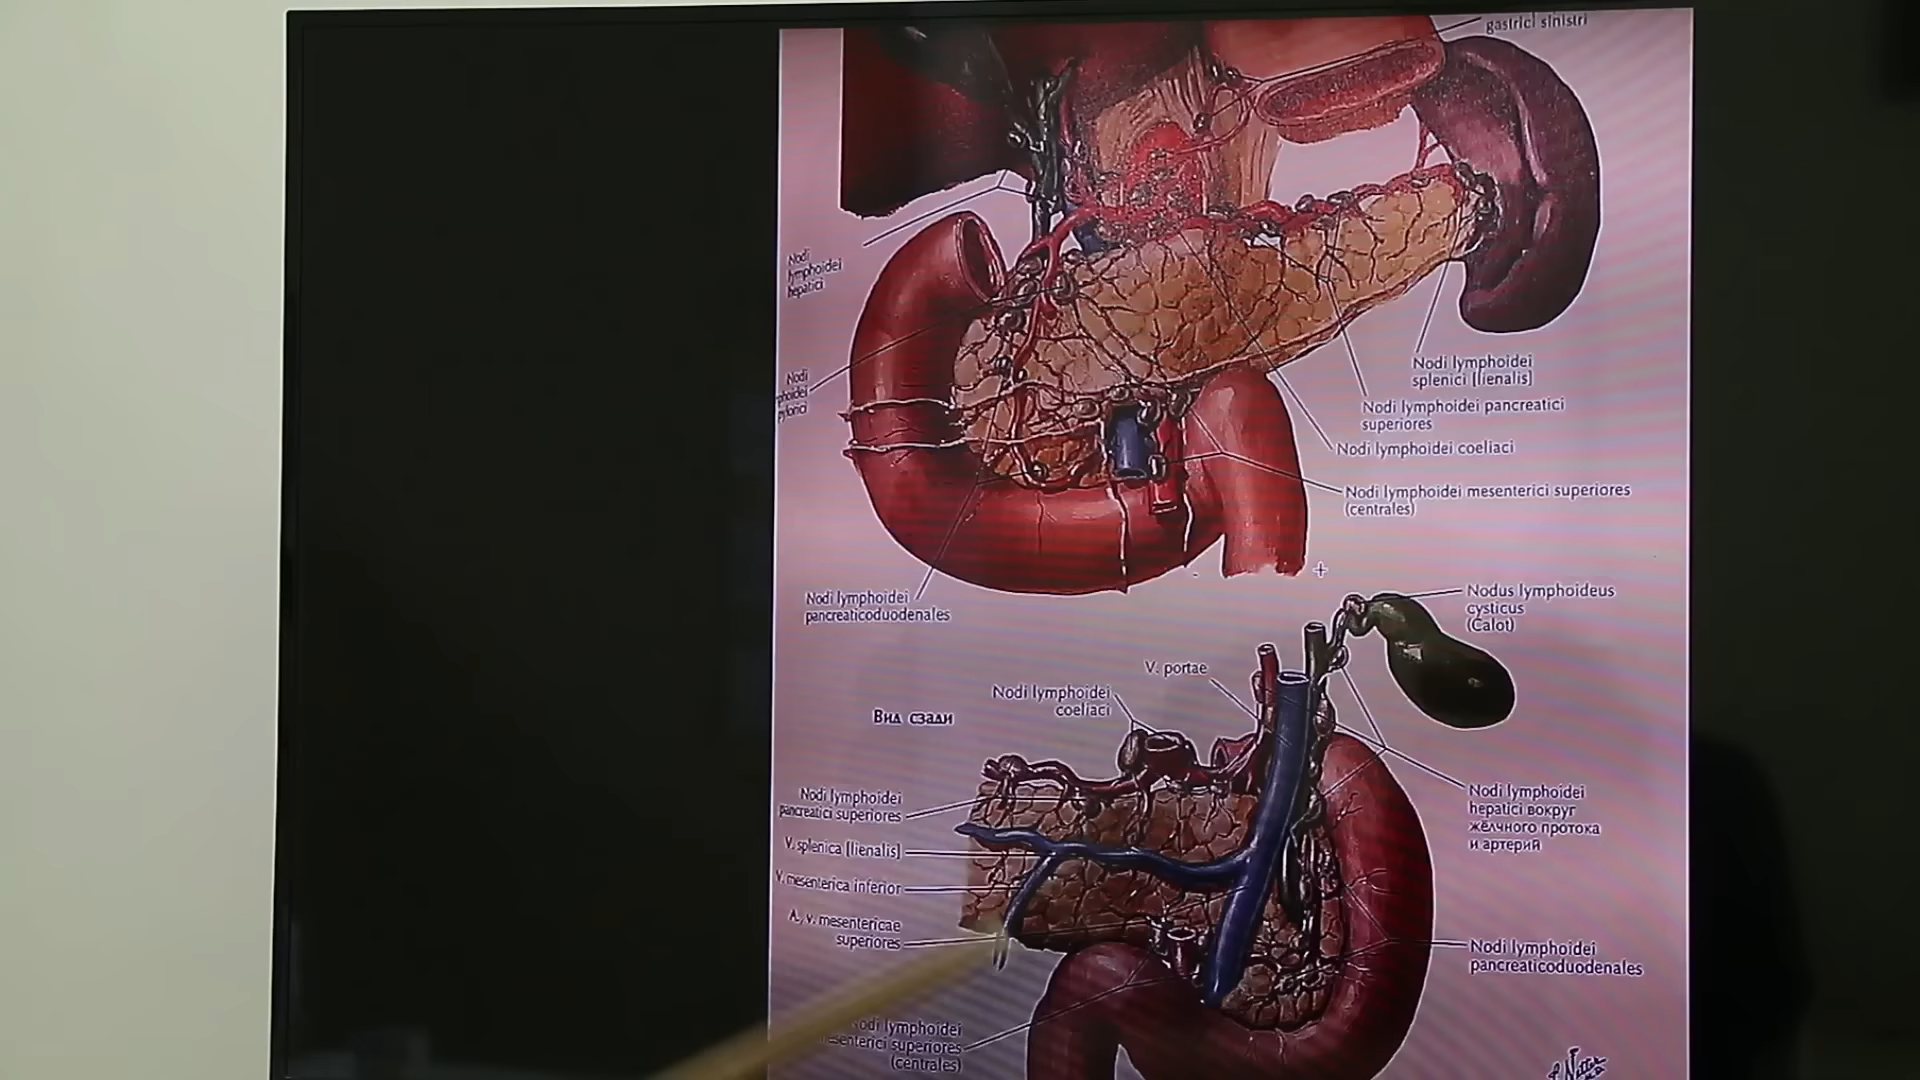 gastrici sinistri
Nodi
lymphoidei
hepatici
Nodi
pylorici
Nodi lymphoidei
splenici [lienalis]
Nodi lymphoidei pancreatici
superiores
Nodi lymphoidei coeliaci
Nodi lymphoidei mesenterici superiores
(centrales)
Nodi lymphoidei
pancreaticoduodenales
Nodus lymphoideus
cysticus
(Calot)
V. portae
Nodi lymphoidei
coeliaci
Вид сзади
Nodi lymphoidei
pancreatici superiores
V. splenica [lienalis]
V. mesenterica inferior
A., v. mesentericae
superiores
Nodi lymphoidei
hepatici вокруг
жёлчного протока
и артерий
Nodi lymphoidei
pancreaticoduodenales
lymphoidei
superiores
(centrales)